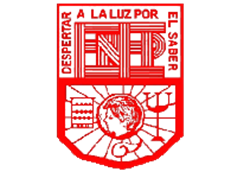 DESPERTAR A LA LUZ POR EL SABER
ENP